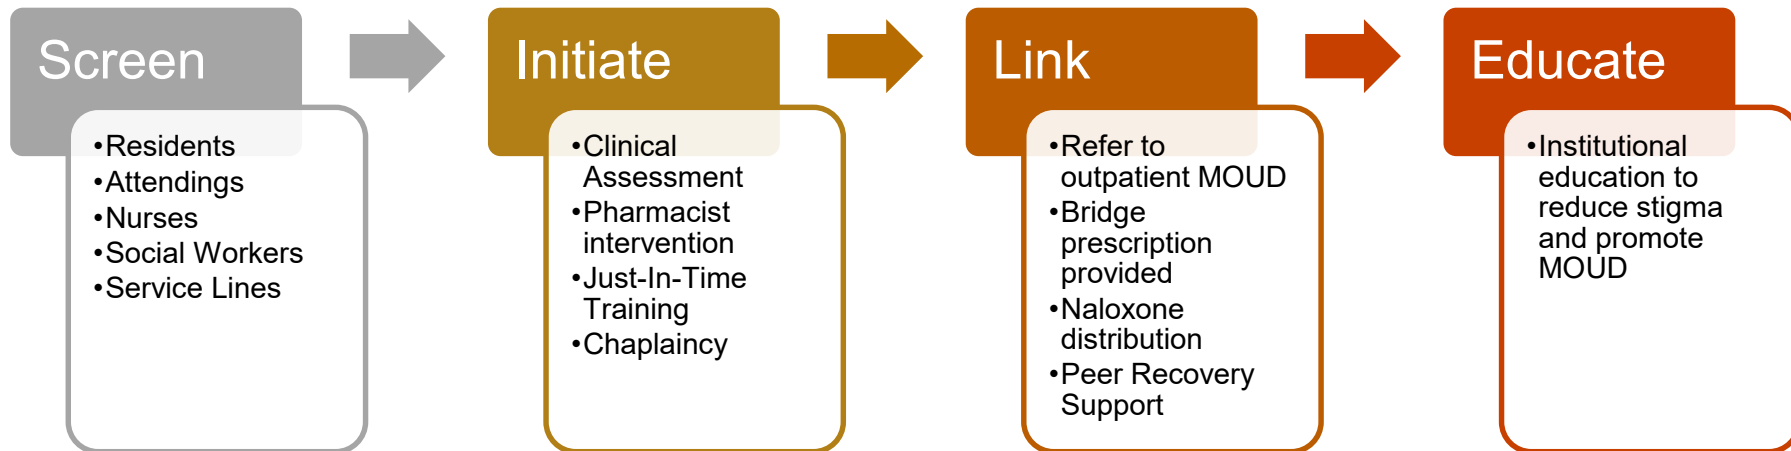 Screen
•Residents
•Attendings
•Nurses
•Social Workers
•Service Lines
Initiate
•Clinical
Assessment
•Pharmacist
intervention
•Just-In-Time
Training
•Chaplaincy
Link
•Refer to
outpatient MOUD
•Bridge
prescription
provided
•Naloxone
distribution
•Peer Recovery
Support
Educate
•Institutional
education to
reduce stigma
and promote
MOUD